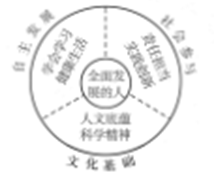 自主发展
社会参与
学会学习
健康生活
责任担当
实践创新
全面发
展的人
人文底蕴
科学精神
文化基础